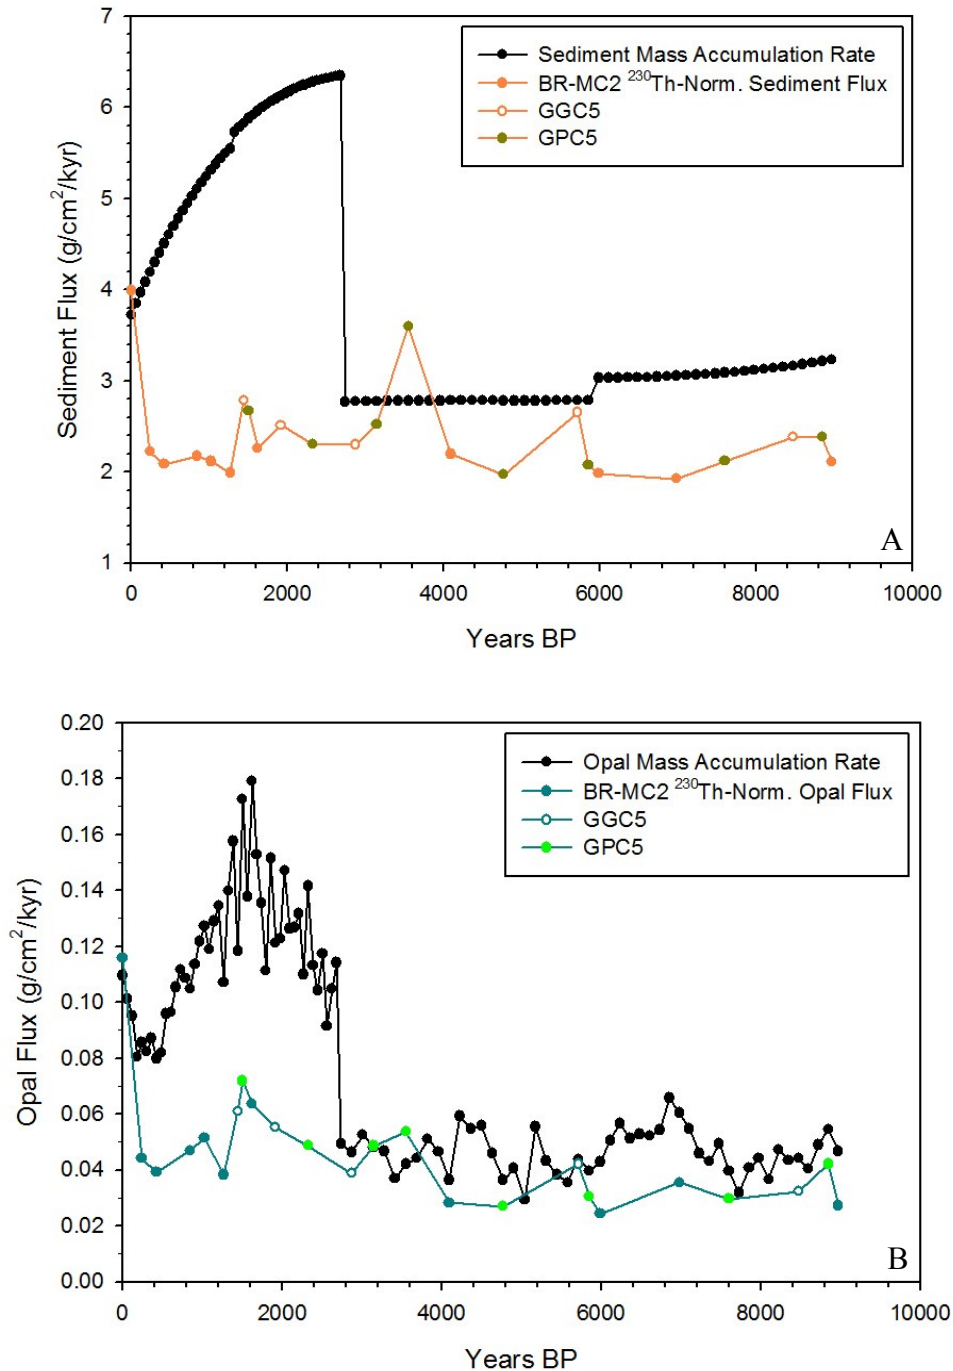 7
6
5
4
3
2
1
Sediment Flux (g/cm²/kyr)
Sediment Mass Accumulation Rate
BR-MC2 ²³⁰Th-Norm. Sediment Flux
GGC5
GPC5
A
0 2000 4000 6000 8000 10000
Years BP
0.20
0.18
0.16
0.14
0.12
0.10
0.08
0.06
0.04
0.02
0.00
Opal Flux (g/cm²/kyr)
Opal Mass Accumulation Rate
BR-MC2 ²³⁰Th-Norm. Opal Flux
GGC5
GPC5
B
0 2000 4000 6000 8000 10000
Years BP